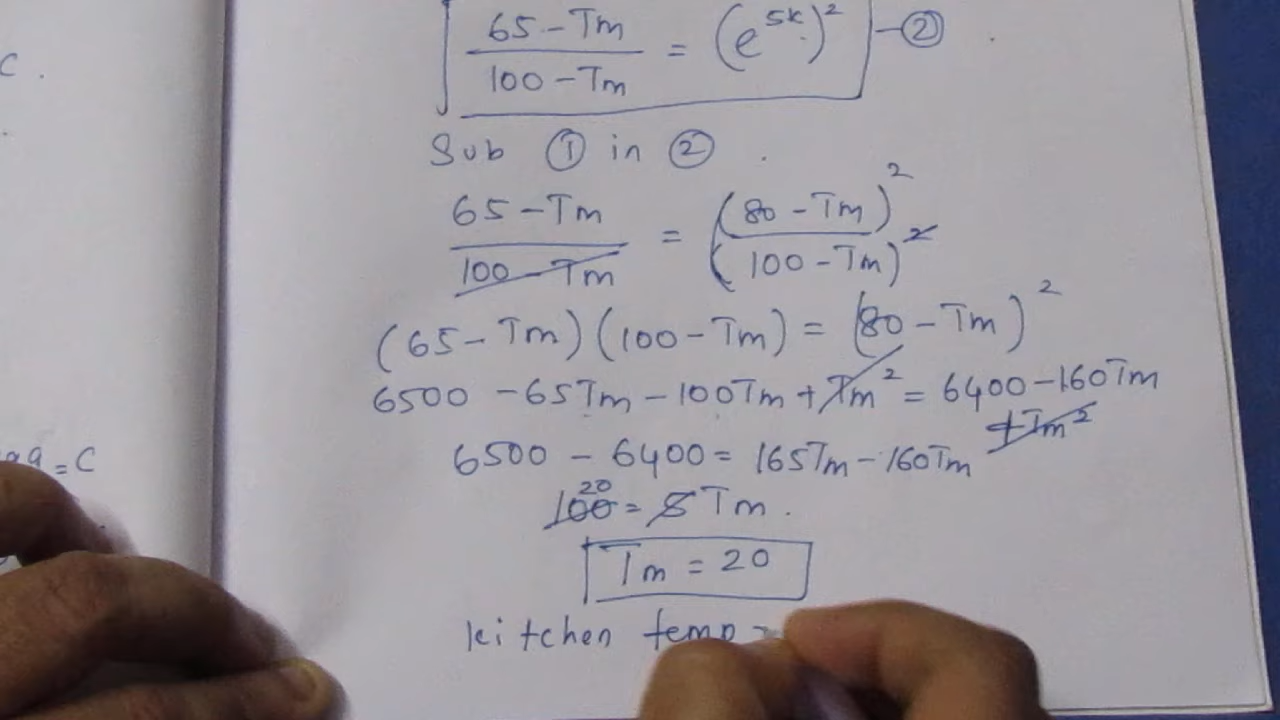 C .
65 - Tm / 100 - Tm = (e^5k)^2 - ②
Sub ① in ② .
65 - Tm / 100 - Tm = (80 - Tm)^2 / (100 - Tm)^2
(65 - Tm) (100 - Tm) = (80 - Tm)^2
6500 - 65Tm - 100Tm + Tm^2 = 6400 - 160Tm
+Tm^2
= C
6500 - 6400 = 165Tm - 160Tm
20
100 = 5 Tm .
Tm = 20
kitchen temp